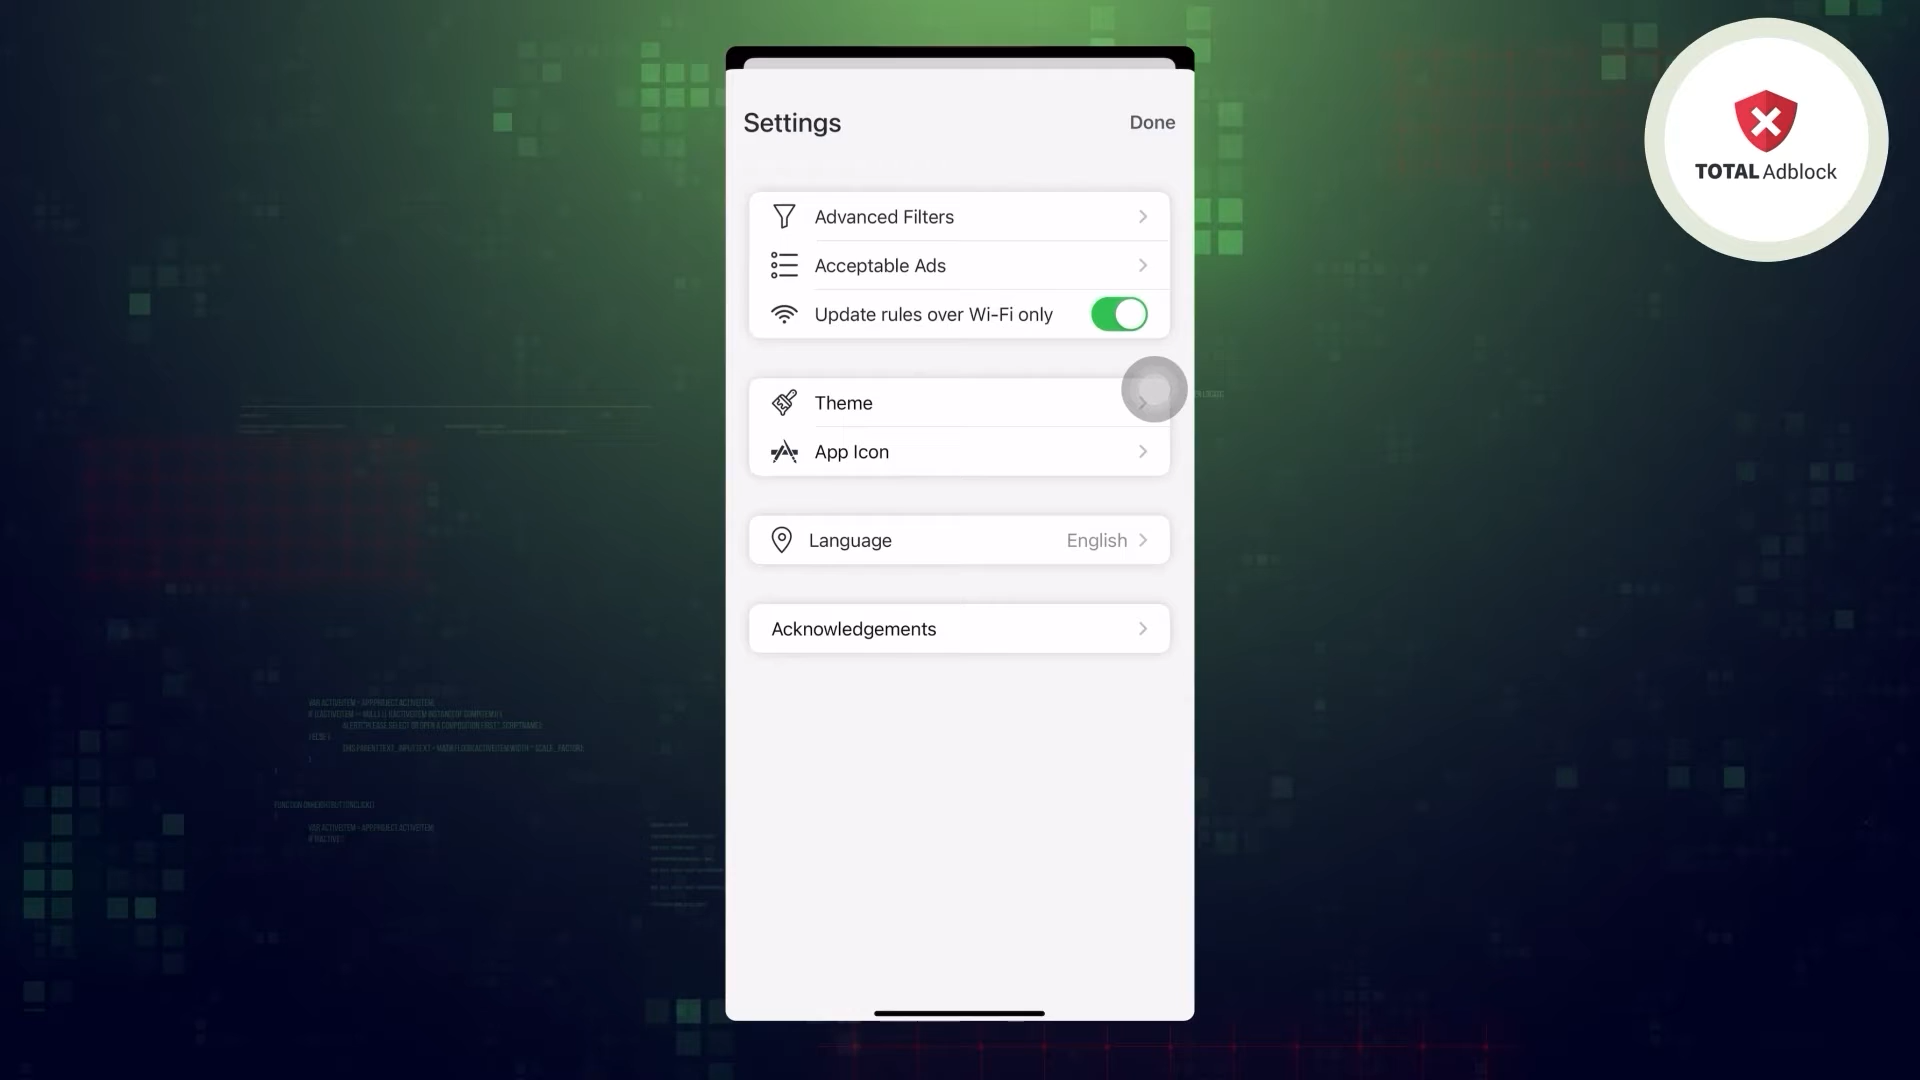 Settings
Done
Advanced Filters
Acceptable Ads
Update rules over Wi-Fi only
Theme
App Icon
Language
English
Acknowledgements
TOTAL Adblock